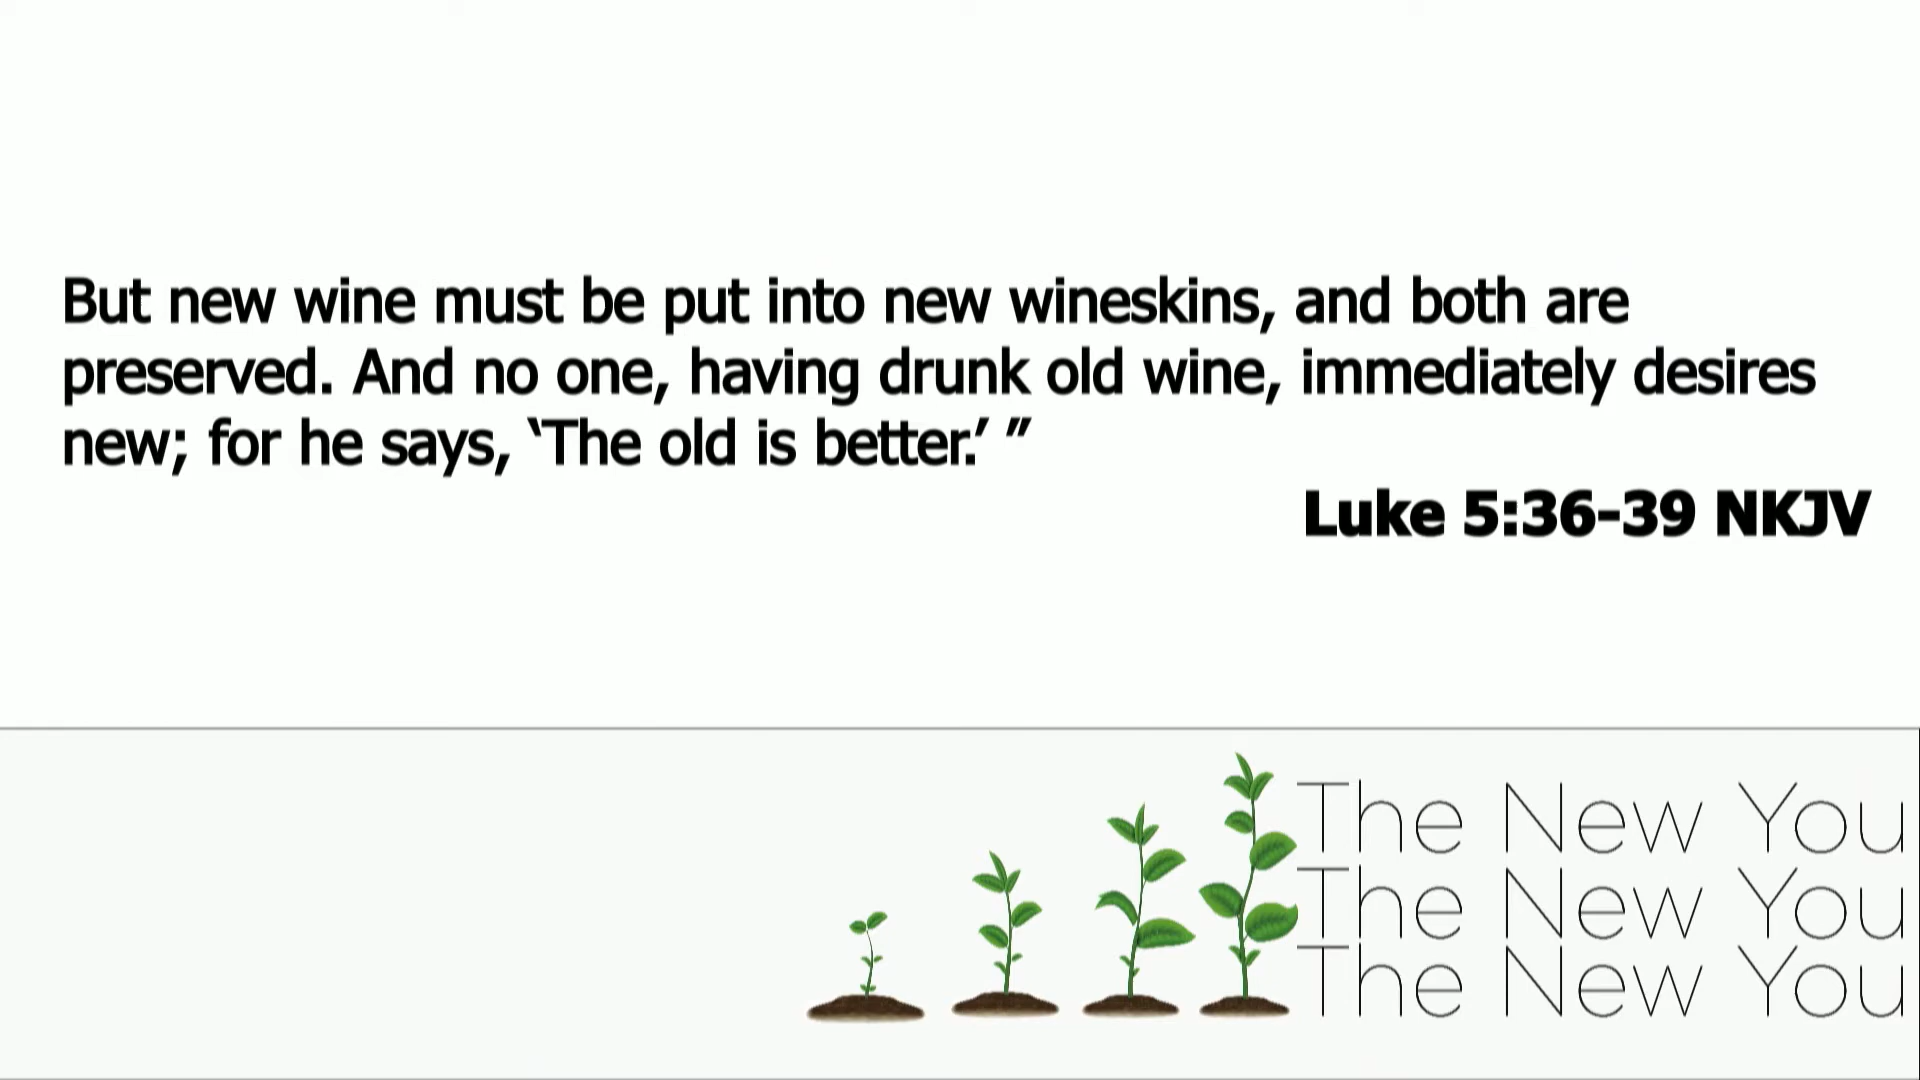 But new wine must be put into new wineskins, and both are
preserved. And no one, having drunk old wine, immediately desires
new; for he says, ‘The old is better.’ ”
Luke 5:36-39 NKJV
The New You
The New You
The New You